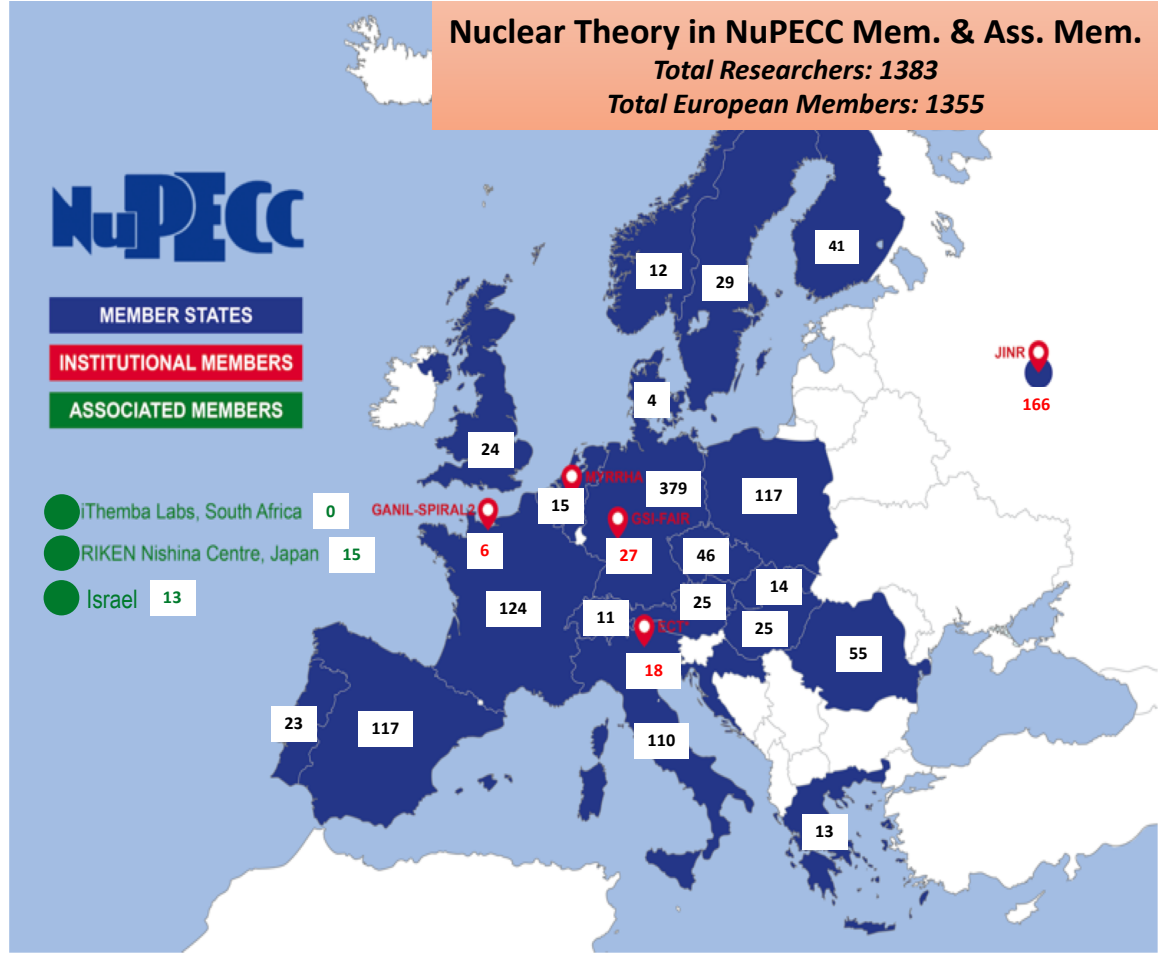 Nuclear Theory in NuPECC Mem. & Ass. Mem.
Total Researchers: 1383
Total European Members: 1355
NuPECC
MEMBER STATES
INSTITUTIONAL MEMBERS
ASSOCIATED MEMBERS
iThemba Labs, South Africa 0
RIKEN Nishina Centre, Japan 15
Israel 13
41
12
29
JINR
166
4
24
MYRRHA
379
117
15
GANIL-SPIRAL2
GSI-FAIR
6
27
46
14
124
25
11
ECT*
25
55
18
23
117
110
13